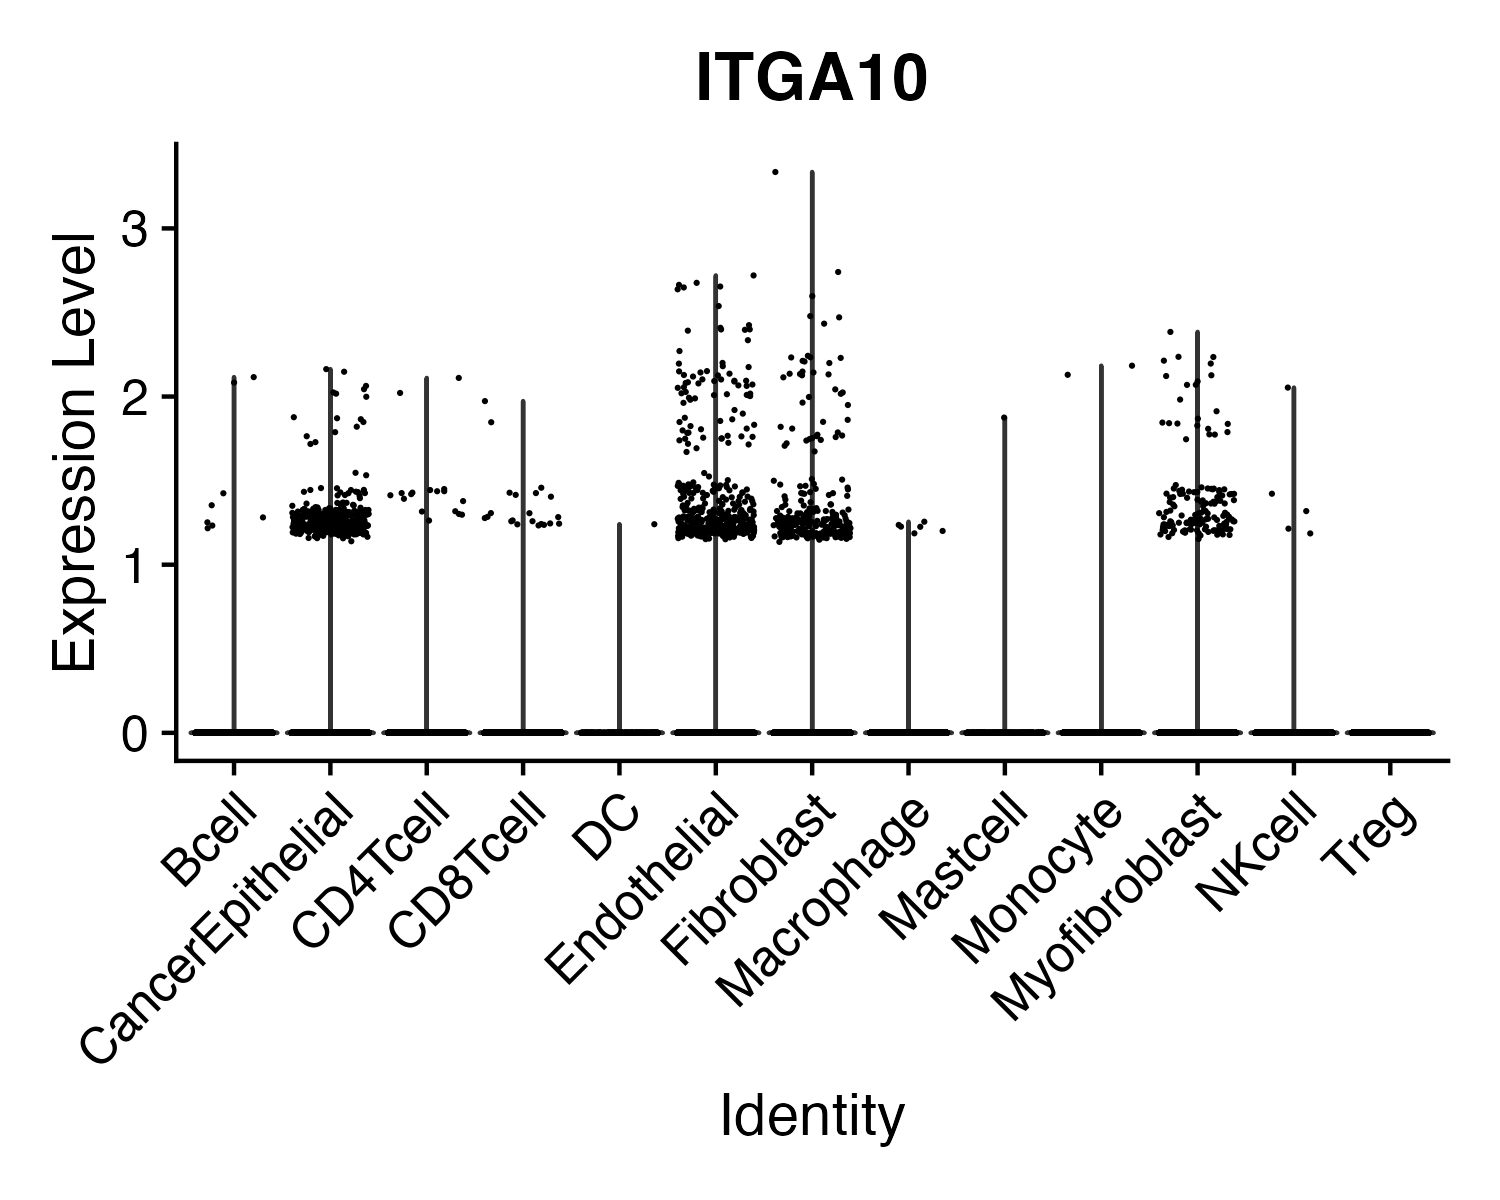 ITGA10
Expression Level
3
2
1
0
Bcell
CancerEpithelial
CD4Tcell
CD8Tcell
DC
Endothelial
Fibroblast
Macrophage
Mastcell
Monocyte
Myofibroblast
NKcell
Treg
Identity